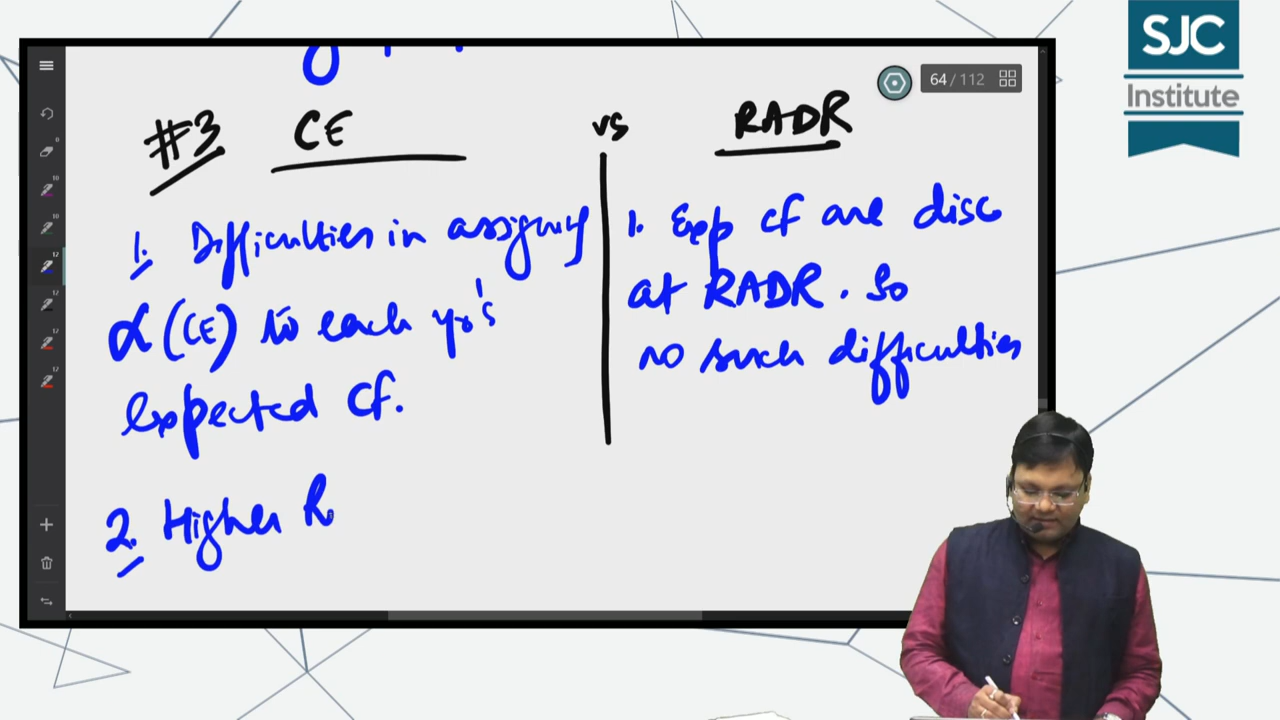 SJC
Institute
64 / 112
#3 CE vs RADR
1. Difficulties in assigning
α (CE) to each yr's
expected Cf.
2. Higher R
1. Exp Cf are disc
at RADR. So
no such difficulties